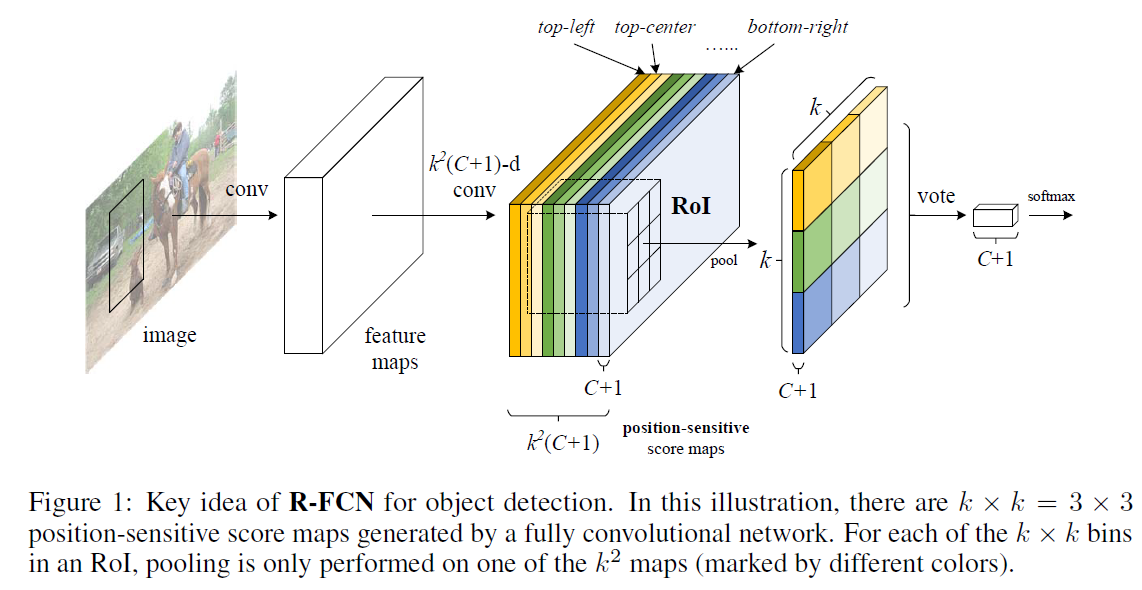 top-left top-center bottom-right
......
k
k²(C+1)-d
conv
conv
RoI
vote
softmax
pool
k
C+1
image
feature
maps
C+1
C+1
k²(C+1)
position-sensitive
score maps
Figure 1: Key idea of R-FCN for object detection. In this illustration, there are k × k = 3 × 3
position-sensitive score maps generated by a fully convolutional network. For each of the k × k bins
in an RoI, pooling is only performed on one of the k² maps (marked by different colors).